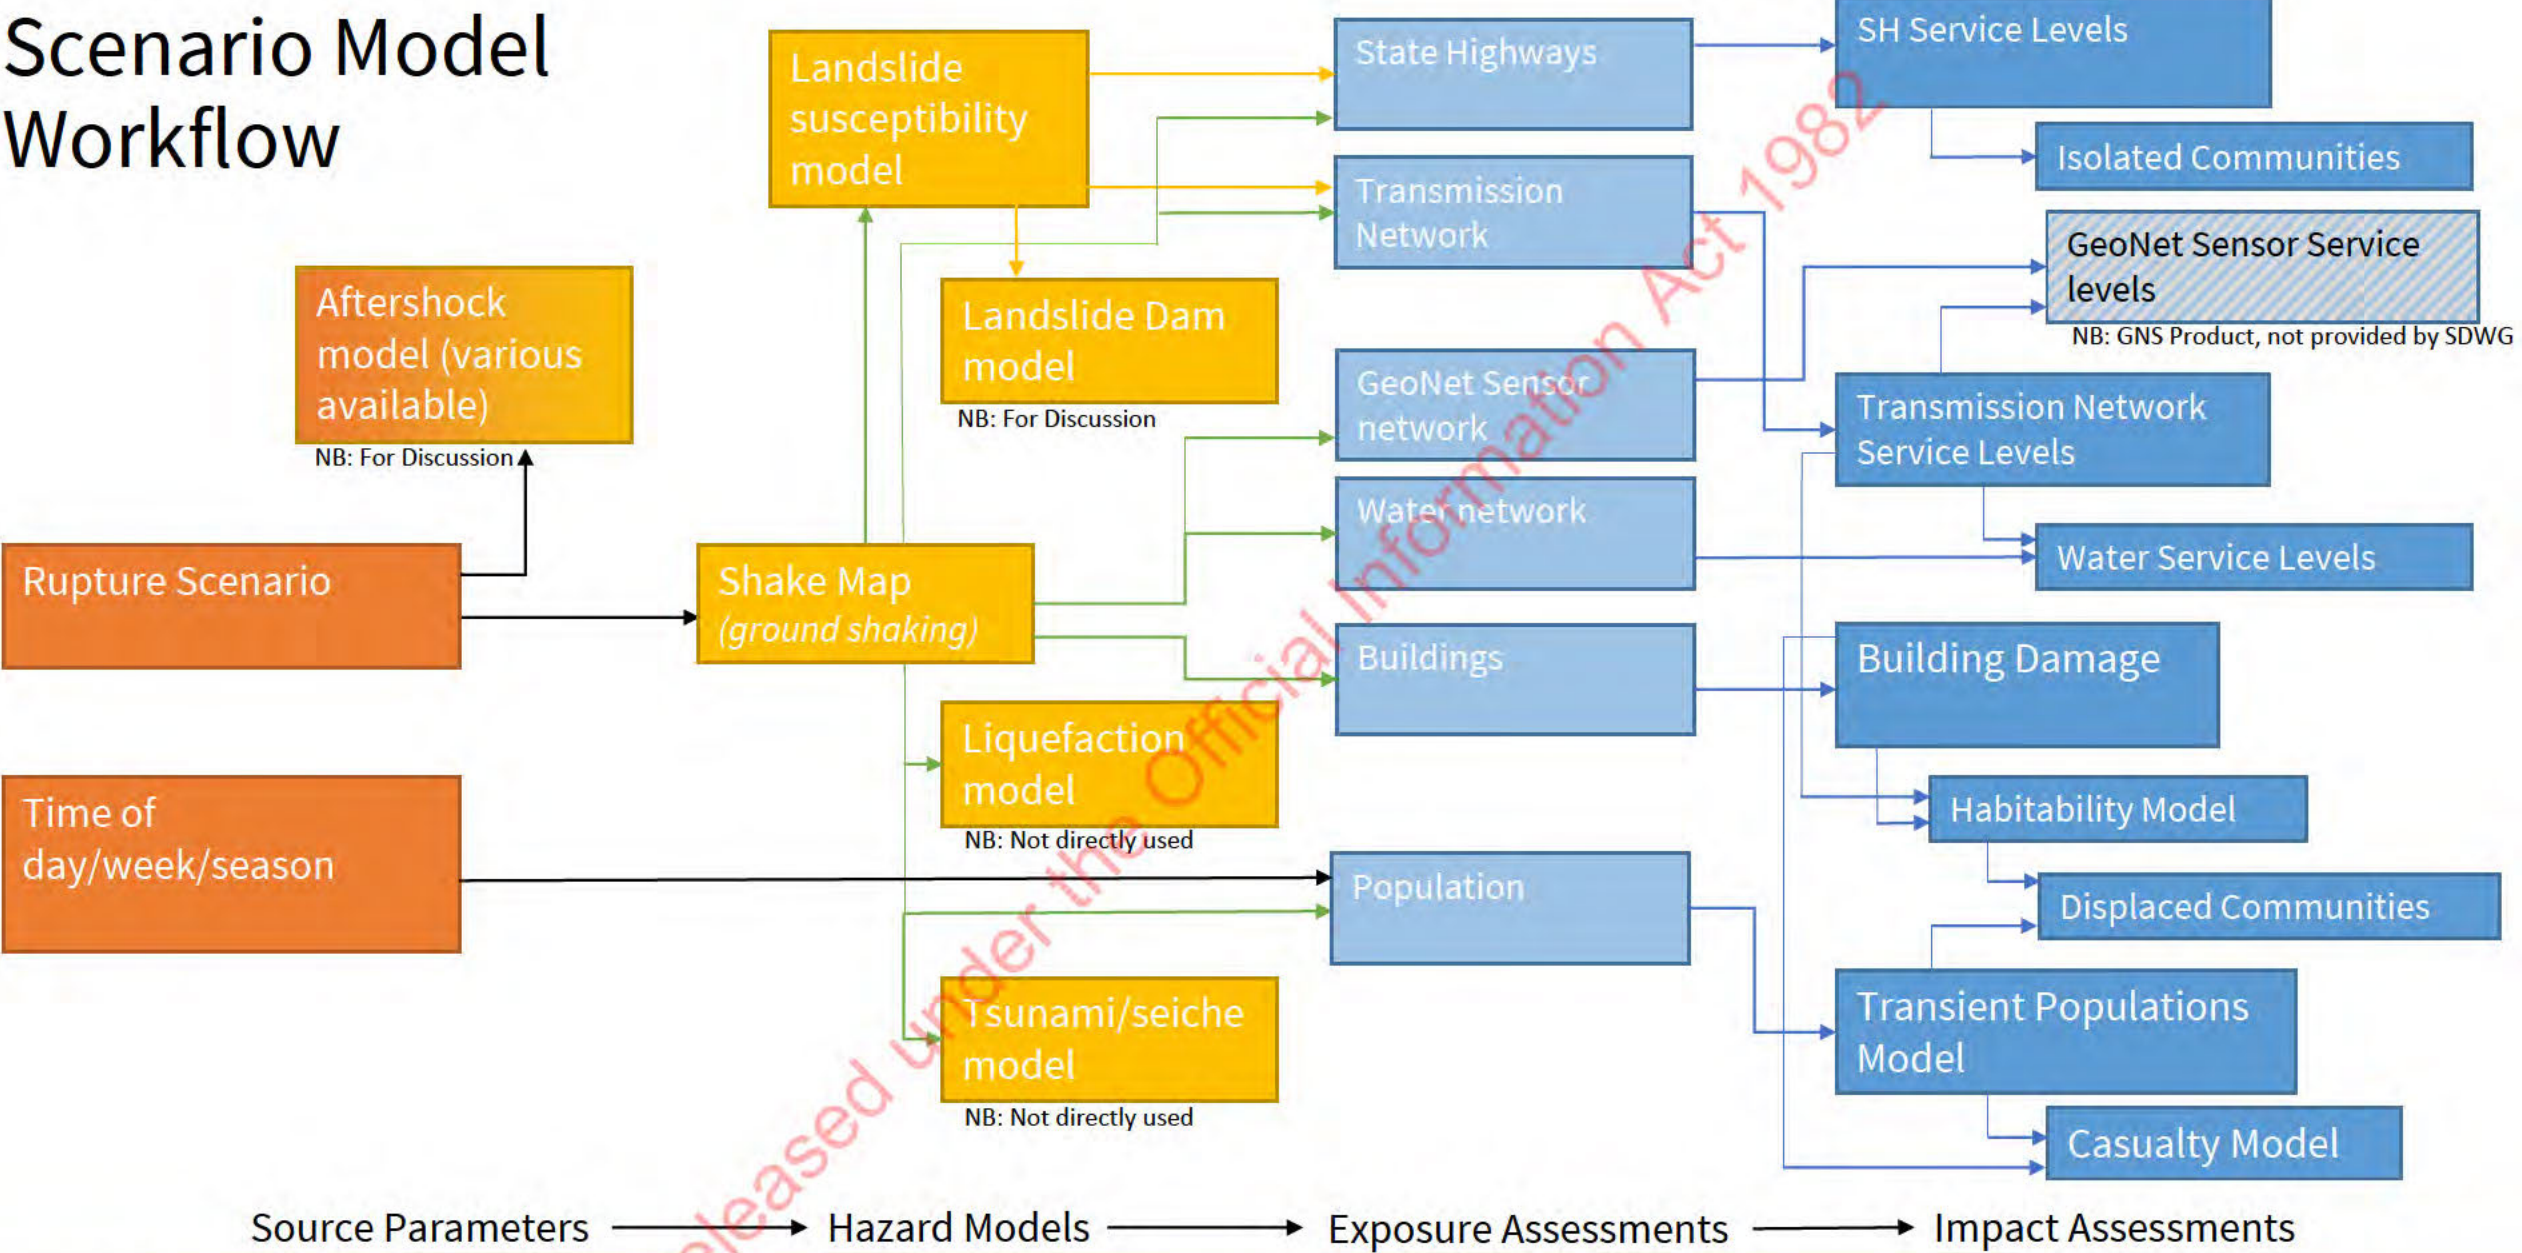 Scenario Model
Workflow
Landslide
susceptibility
model
State Highways
SH Service Levels
Isolated Communities
Transmission
Network
GeoNet Sensor Service
levels
NB: GNS Product, not provided by SDWG
Aftershock
model (various
available)
NB: For Discussion
Landslide Dam
model
NB: For Discussion
GeoNet Sensor
network
Transmission Network
Service Levels
Water network
Water Service Levels
Rupture Scenario
Shake Map
(ground shaking)
Buildings
Building Damage
Liquefaction
model
NB: Not directly used
Habitability Model
Time of
day/week/season
Population
Displaced Communities
Tsunami/seiche
model
NB: Not directly used
Transient Populations
Model
Casualty Model
Source Parameters
Hazard Models
Exposure Assessments
Impact Assessments
eleased under the Official Information Act 1982